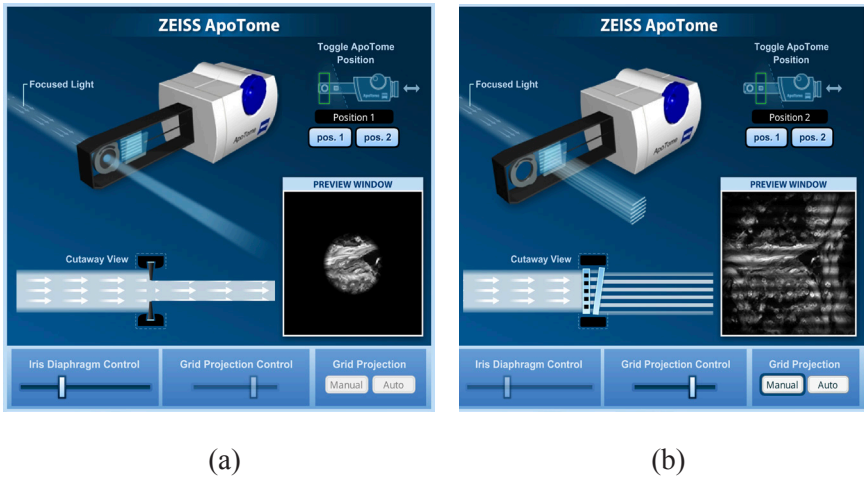 ZEISS ApoTome
Focused Light
Toggle ApoTome
Position
ApoTome
Position 1
pos. 1 pos. 2
ApoTome
PREVIEW WINDOW
Cutaway View
Iris Diaphragm Control
Grid Projection Control
Grid Projection
Manual Auto
(a)
ZEISS ApoTome
Focused Light
Toggle ApoTome
Position
ApoTome
Position 2
pos. 1 pos. 2
ApoTome
PREVIEW WINDOW
Cutaway View
Iris Diaphragm Control
Grid Projection Control
Grid Projection
Manual Auto
(b)